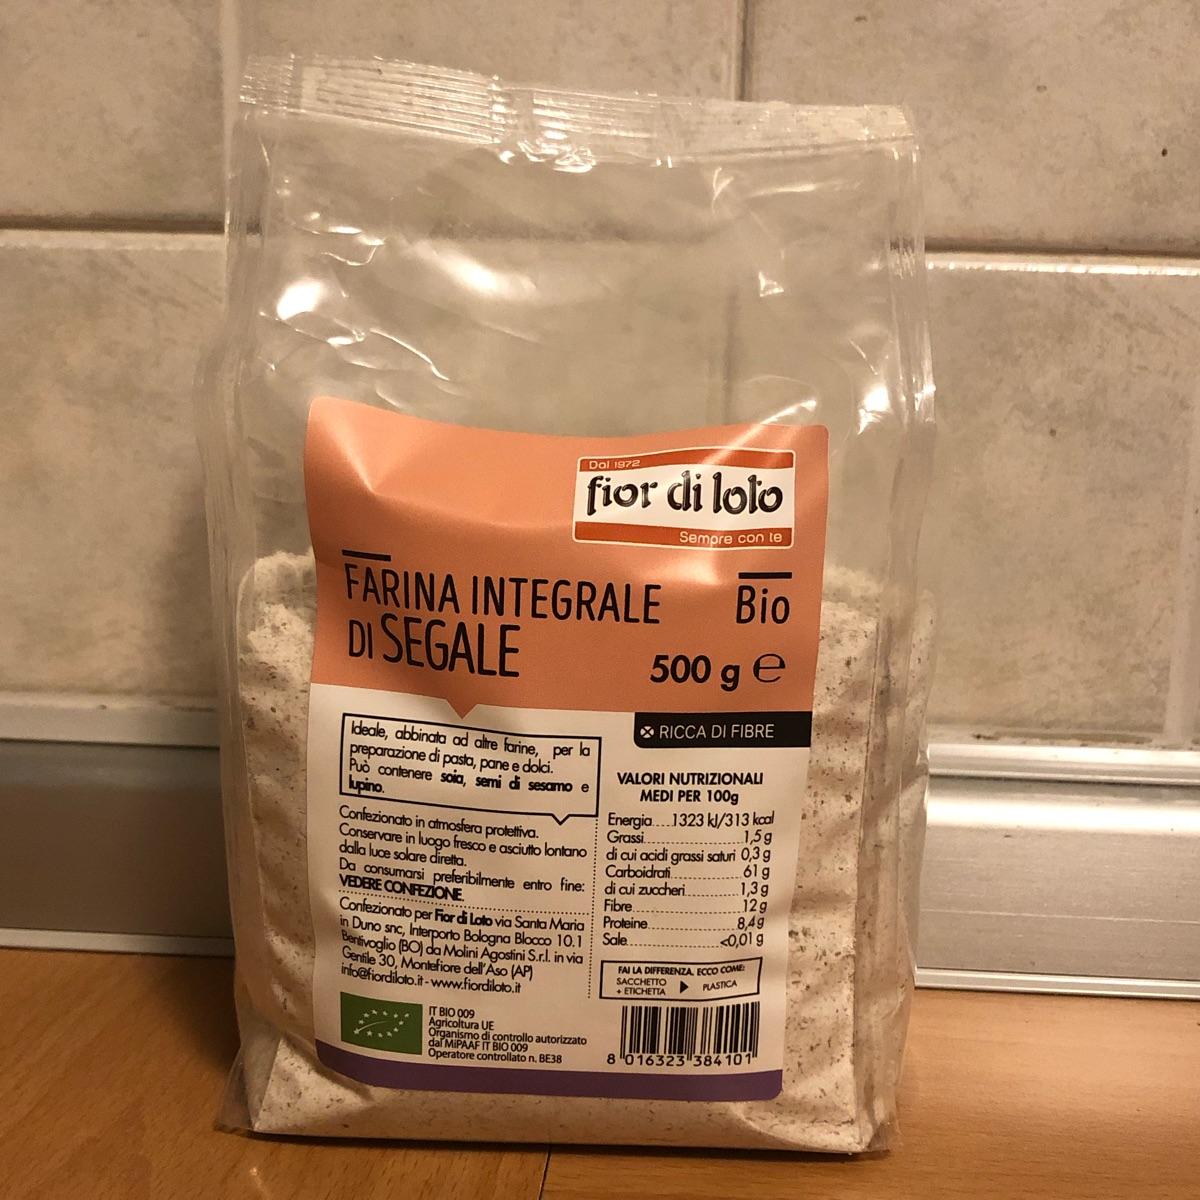 Dal 1972
fior di loto
Sempre con te
FARINA INTEGRALE
DI SEGALE
Bio
500 g ℮
RICCA DI FIBRE
Ideale, abbinata ad altre farine, per la
preparazione di pasta, pane e dolci.
Può contenere soia, semi di sesamo e
lupino.
Confezionato in atmosfera protettiva.
Conservare in luogo fresco e asciutto lontano
dalla luce solare diretta.
Da consumarsi preferibilmente entro fine:
VEDERE CONFEZIONE.
Confezionato per Fior di Loto via Santa Maria
in Duno snc, Interporto Bologna Blocco 10.1
Bentivoglio (BO) da Molini Agostini S.r.l. in via
Gentile 30, Montefiore dell'Aso (AP)
info@fiordiloto.it - www.fiordiloto.it
VALORI NUTRIZIONALI
MEDI PER 100g
Energia....1323 kJ/313 kcal
Grassi........................1,5 g
di cui acidi grassi saturi 0,3 g
Carboidrati..................61 g
di cui zuccheri.............1,3 g
Fibre..........................12 g
Proteine.....................8,4 g
Sale.......................<0,01 g
FAI LA DIFFERENZA. ECCO COME:
SACCHETTO
+ ETICHETTA
PLASTICA
IT BIO 009
Agricoltura UE
Organismo di controllo autorizzato
dal MiPAAF IT BIO 009
Operatore controllato n. BE38
8 016323 384101